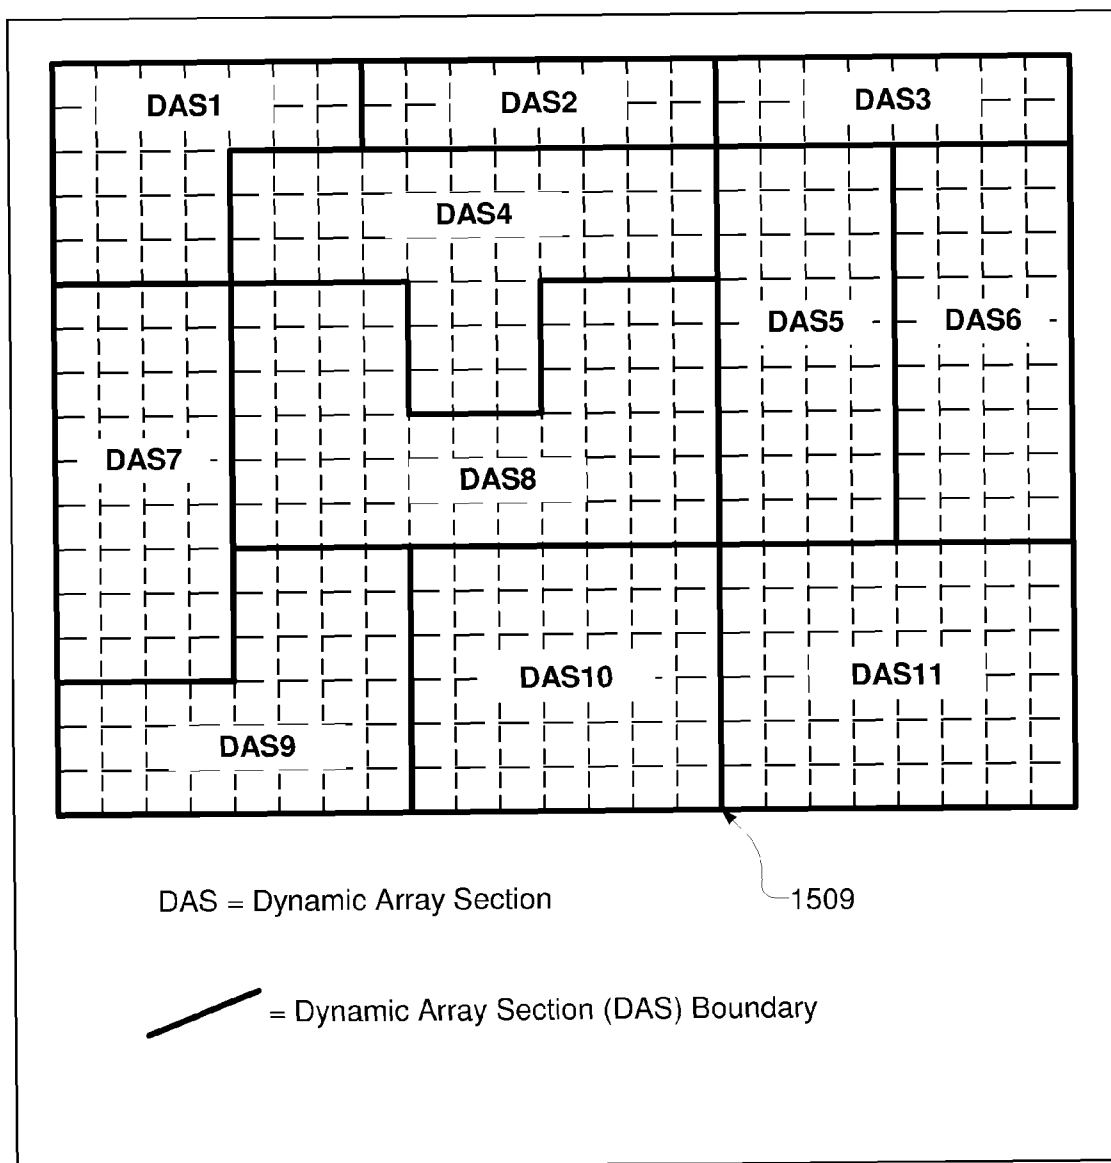 DAS1
DAS2
DAS3
DAS4
DAS5
DAS6
DAS7
DAS8
DAS9
DAS10
DAS11
1509
DAS = Dynamic Array Section
= Dynamic Array Section (DAS) Boundary